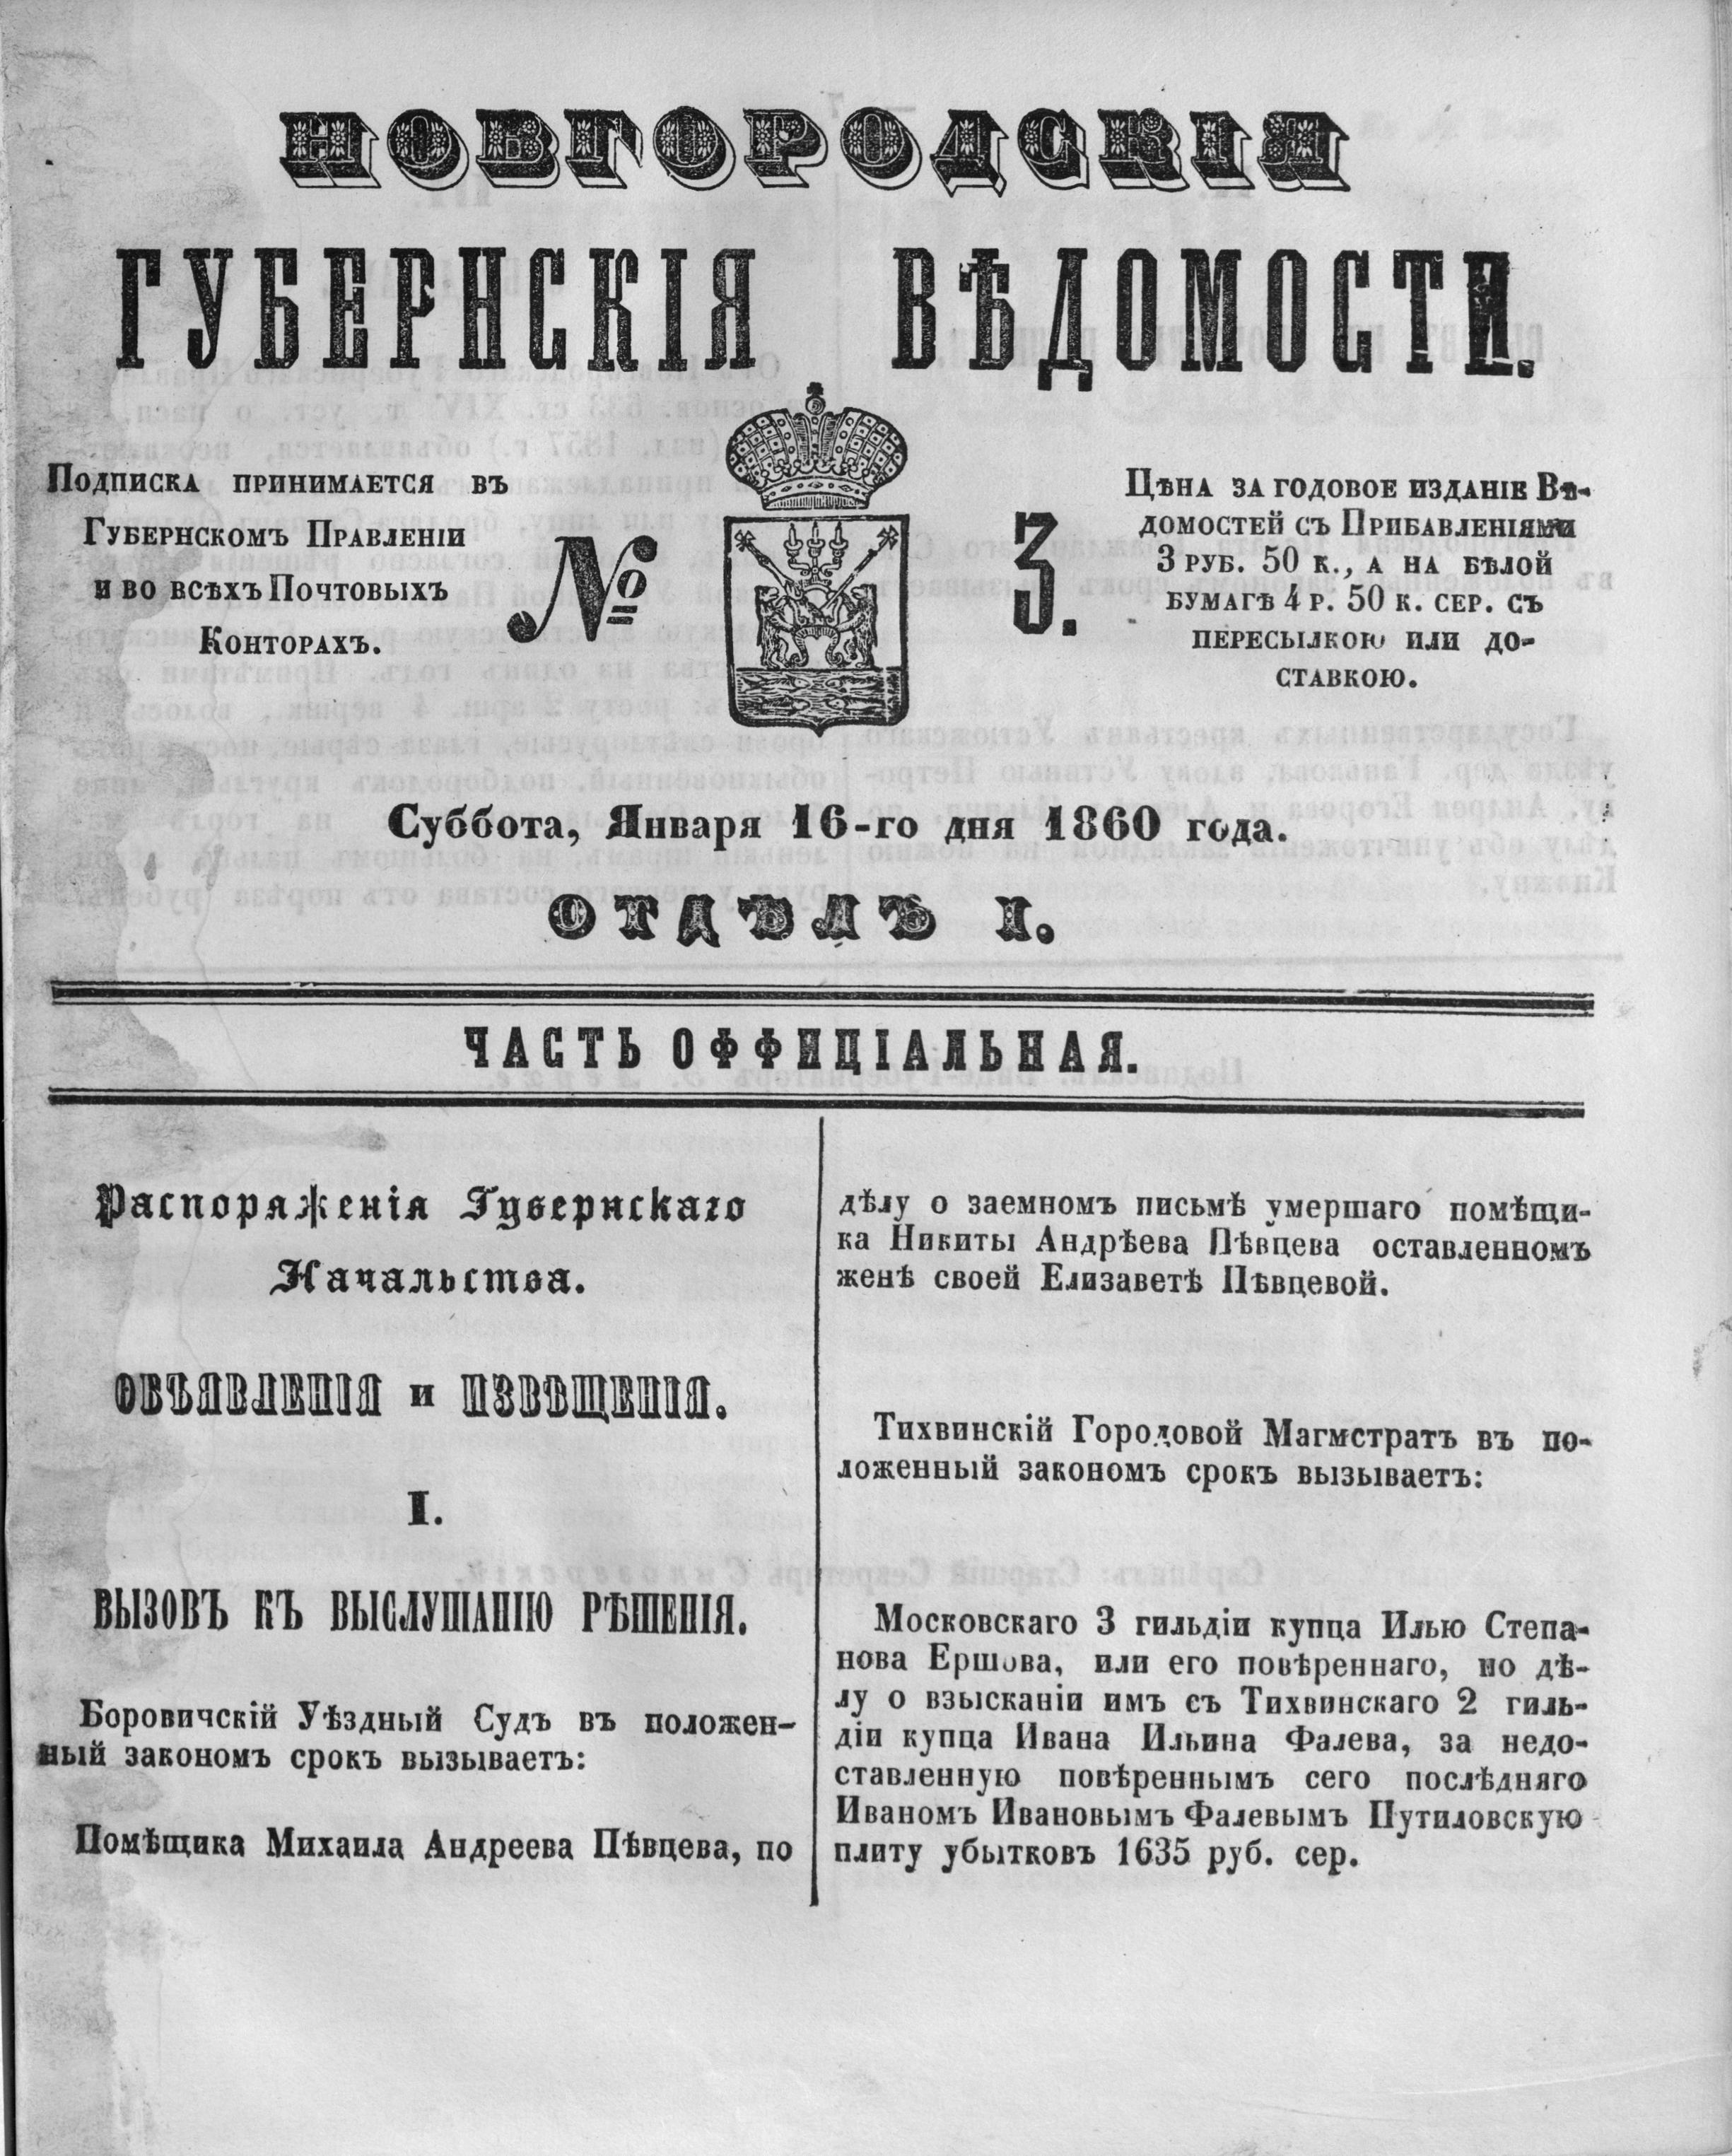 НОВГОРОДСКІЯ
ГУБЕРНСКІЯ ВѢДОМОСТИ.
Подписка принимается въ
Губернскомъ Правленіи
и во всѣхъ Почтовыхъ
Конторахъ.
№ 3.
Цѣна за годовое изданіе Вѣ-
домостей съ Прибавленіями
3 руб. 50 к., а на бѣлой
бумагѣ 4 р. 50 к. сер. съ
пересылкою или до-
ставкою.
Суббота, Января 16-го дня 1860 года.
ОТДѢЛЪ I.
ЧАСТЬ ОФФИЦІАЛЬНАЯ.
Распоряженія Губернскаго
Начальства.
ОБЪЯВЛЕНІЯ и ИЗВѢЩЕНІЯ.
I.
ВЫЗОВЪ КЪ ВЫСЛУШАНІЮ РѢШЕНІЯ.
Боровичскій Уѣздный Судъ въ положен-
ный закономъ срокъ вызываетъ:
Помѣщика Михаила Андреева Пѣвцева, по
дѣлу о заемномъ письмѣ умершаго помѣщи-
ка Никиты Андрѣева Пѣвцева оставленномъ
женѣ своей Елизаветѣ Пѣвцевой.
Тихвинскій Городовой Магмстратъ въ по-
ложенный закономъ срокъ вызываетъ:
Московскаго 3 гильдіи купца Илью Степа-
нова Ершова, или его повѣреннаго, по дѣ-
лу о взысканіи имъ съ Тихвинскаго 2 гиль-
діи купца Ивана Ильина Фалева, за недо-
ставленную повѣреннымъ сего послѣдняго
Иваномъ Ивановымъ Фалевымъ Путиловскую
плиту убытковъ 1635 руб. сер.